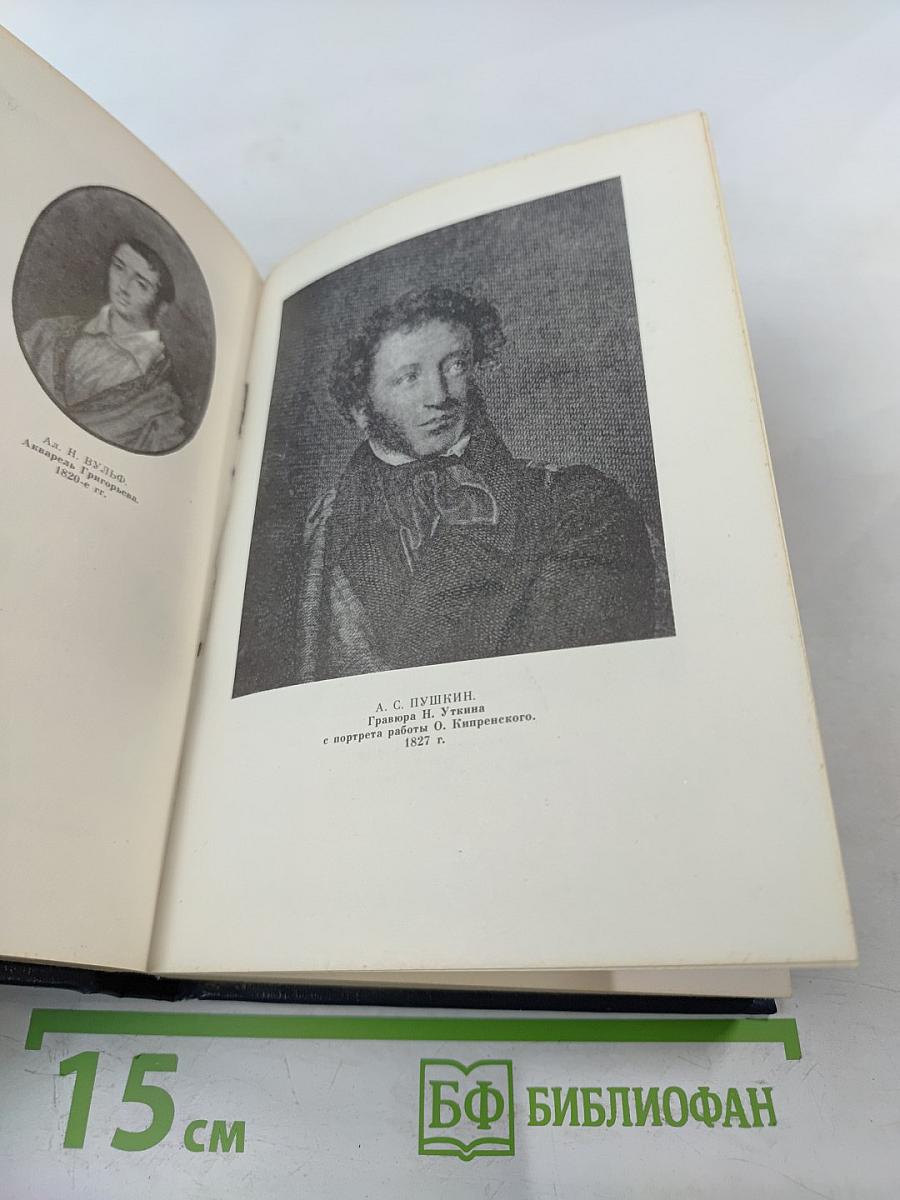 Ал. Н. ВУЛЬФ.
Акварель Григорьева.
1820-е гг.
А. С. ПУШКИН.
Гравюра Н. Уткина
с портрета работы О. Кипренского.
1827 г.
15 см
БФ БИБЛИОФАН